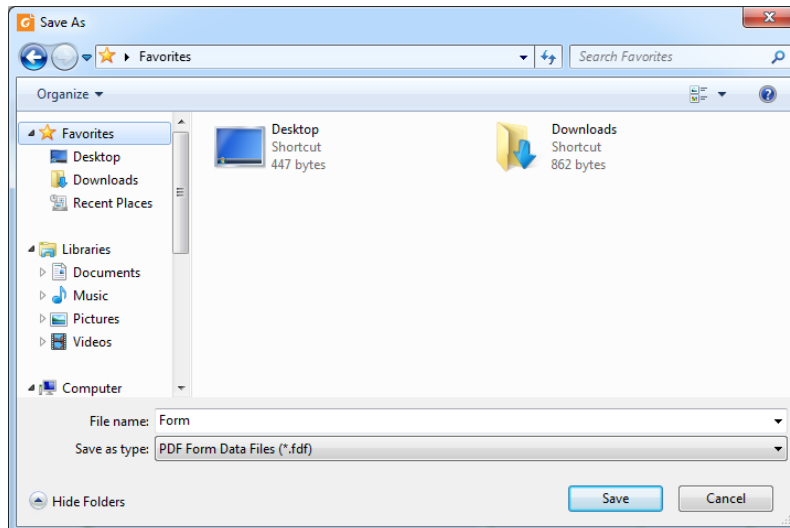 Save As
Favorites
Search Favorites
Organize
Favorites
Desktop
Downloads
Recent Places
Libraries
Documents
Music
Pictures
Videos
Computer
Desktop
Shortcut
447 bytes
Downloads
Shortcut
862 bytes
File name: Form
Save as type: PDF Form Data Files (*.fdf)
Hide Folders
Save
Cancel